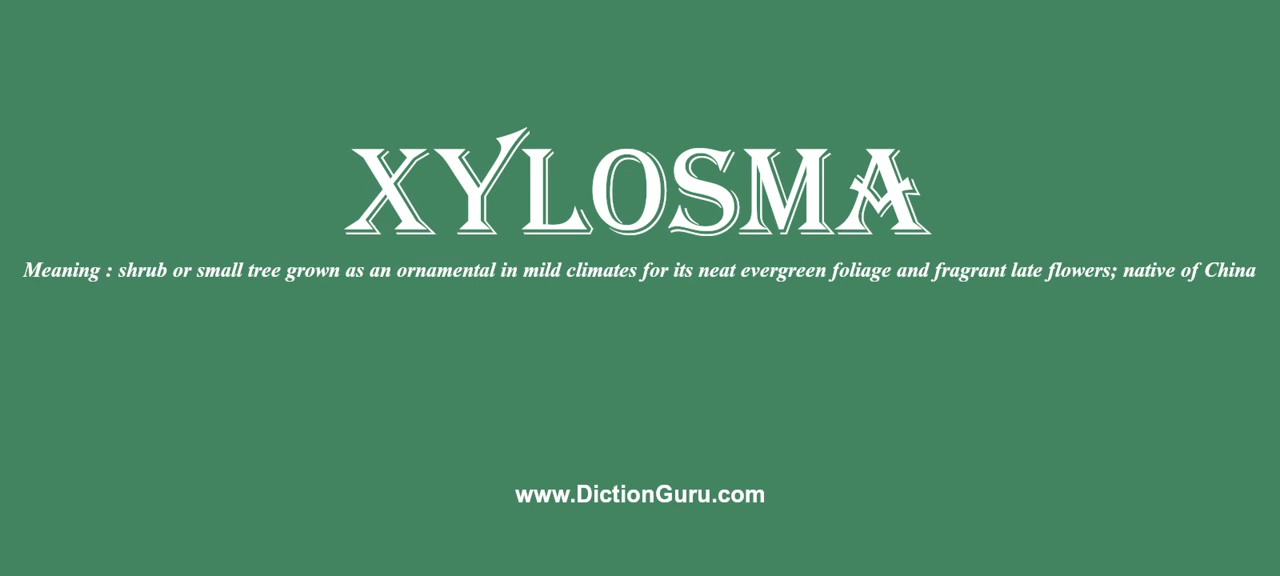 XYLOSMA
Meaning : shrub or small tree grown as an ornamental in mild climates for its neat evergreen foliage and fragrant late flowers; native of China
www.DictionGuru.com